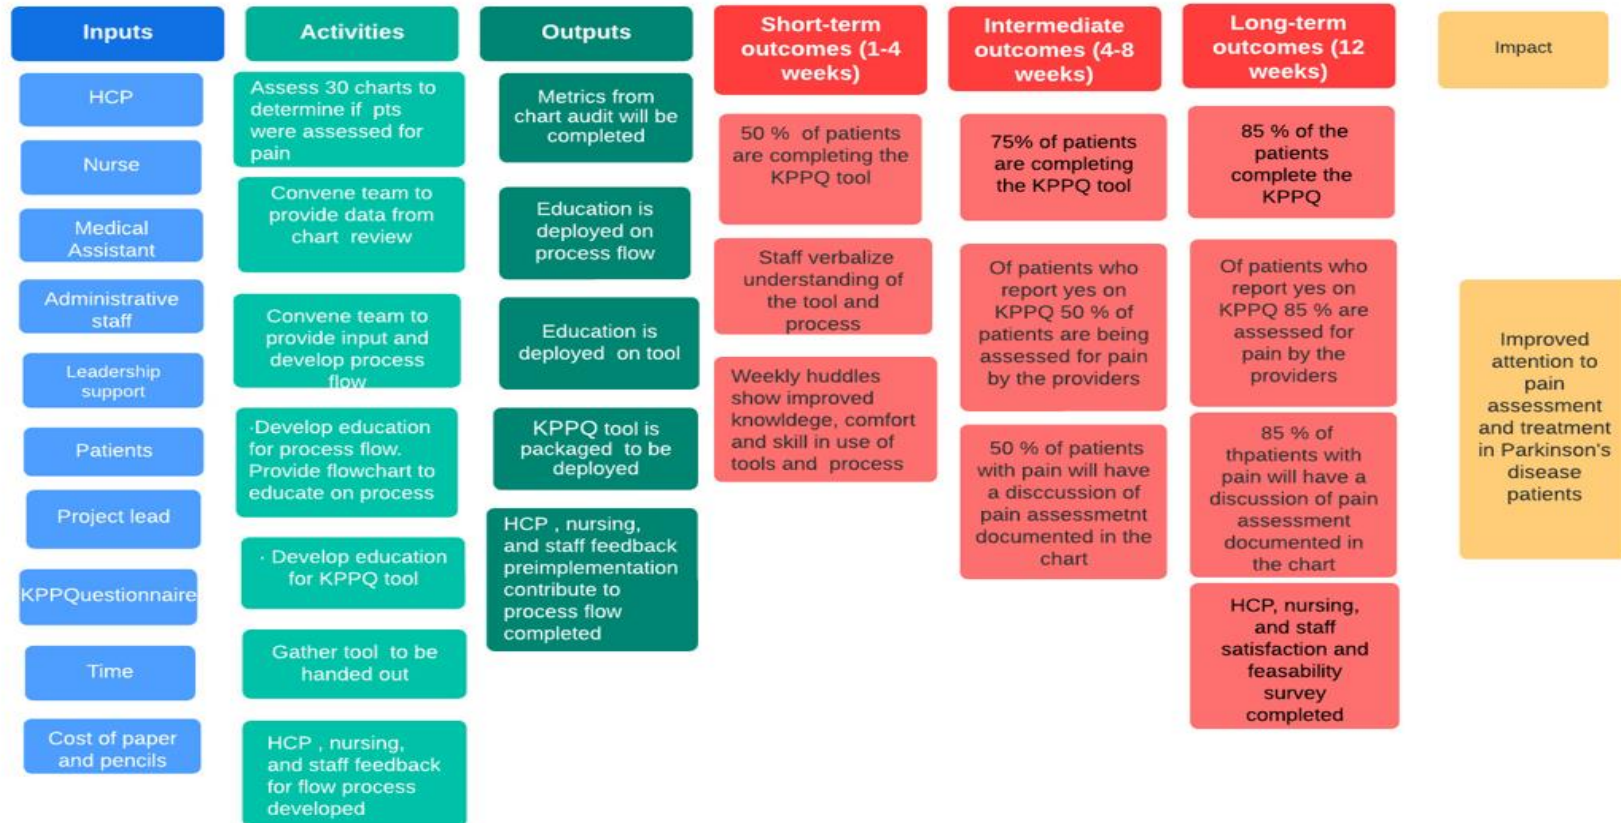 Inputs
HCP
Nurse
Medical
Assistant
Administrative
staff
Leadership
support
Patients
Project lead
KPPQuestionnaire
Time
Cost of paper
and pencils
Activities
Assess 30 charts to
determine if pts
were assessed for
pain
Convene team to
provide data from
chart review
Convene team to
provide input and
develop process
flow
·Develop education
for process flow.
Provide flowchart to
educate on process
· Develop education
for KPPQ tool
Gather tool to be
handed out
HCP , nursing,
and staff feedback
for flow process
developed
Outputs
Metrics from
chart audit will be
completed
Education is
deployed on
process flow
Education is
deployed on tool
KPPQ tool is
packaged to be
deployed
HCP , nursing,
and staff feedback
preimplementation
contribute to
process flow
completed
Short-term
outcomes (1-4
weeks)
50 % of patients
are completing the
KPPQ tool
Staff verbalize
understanding of
the tool and
process
Weekly huddles
show improved
knowldege, comfort
and skill in use of
tools and process
Intermediate
outcomes (4-8
weeks)
75% of patients
are completing
the KPPQ tool
Of patients who
report yes on
KPPQ 50 % of
patients are being
assessed for pain
by the providers
50 % of patients
with pain will have
a disccussion of
pain assessmetnt
documented in the
chart
Long-term
outcomes (12
weeks)
85 % of the
patients
complete the
KPPQ
Of patients who
report yes on
KPPQ 85 % are
assessed for
pain by the
providers
85 % of
thpatients with
pain will have a
discussion of pain
assessment
documented in
the chart
HCP, nursing,
and staff
satisfaction and
feasability
survey
completed
Impact
Improved
attention to
pain
assessment
and treatment
in Parkinson's
disease
patients